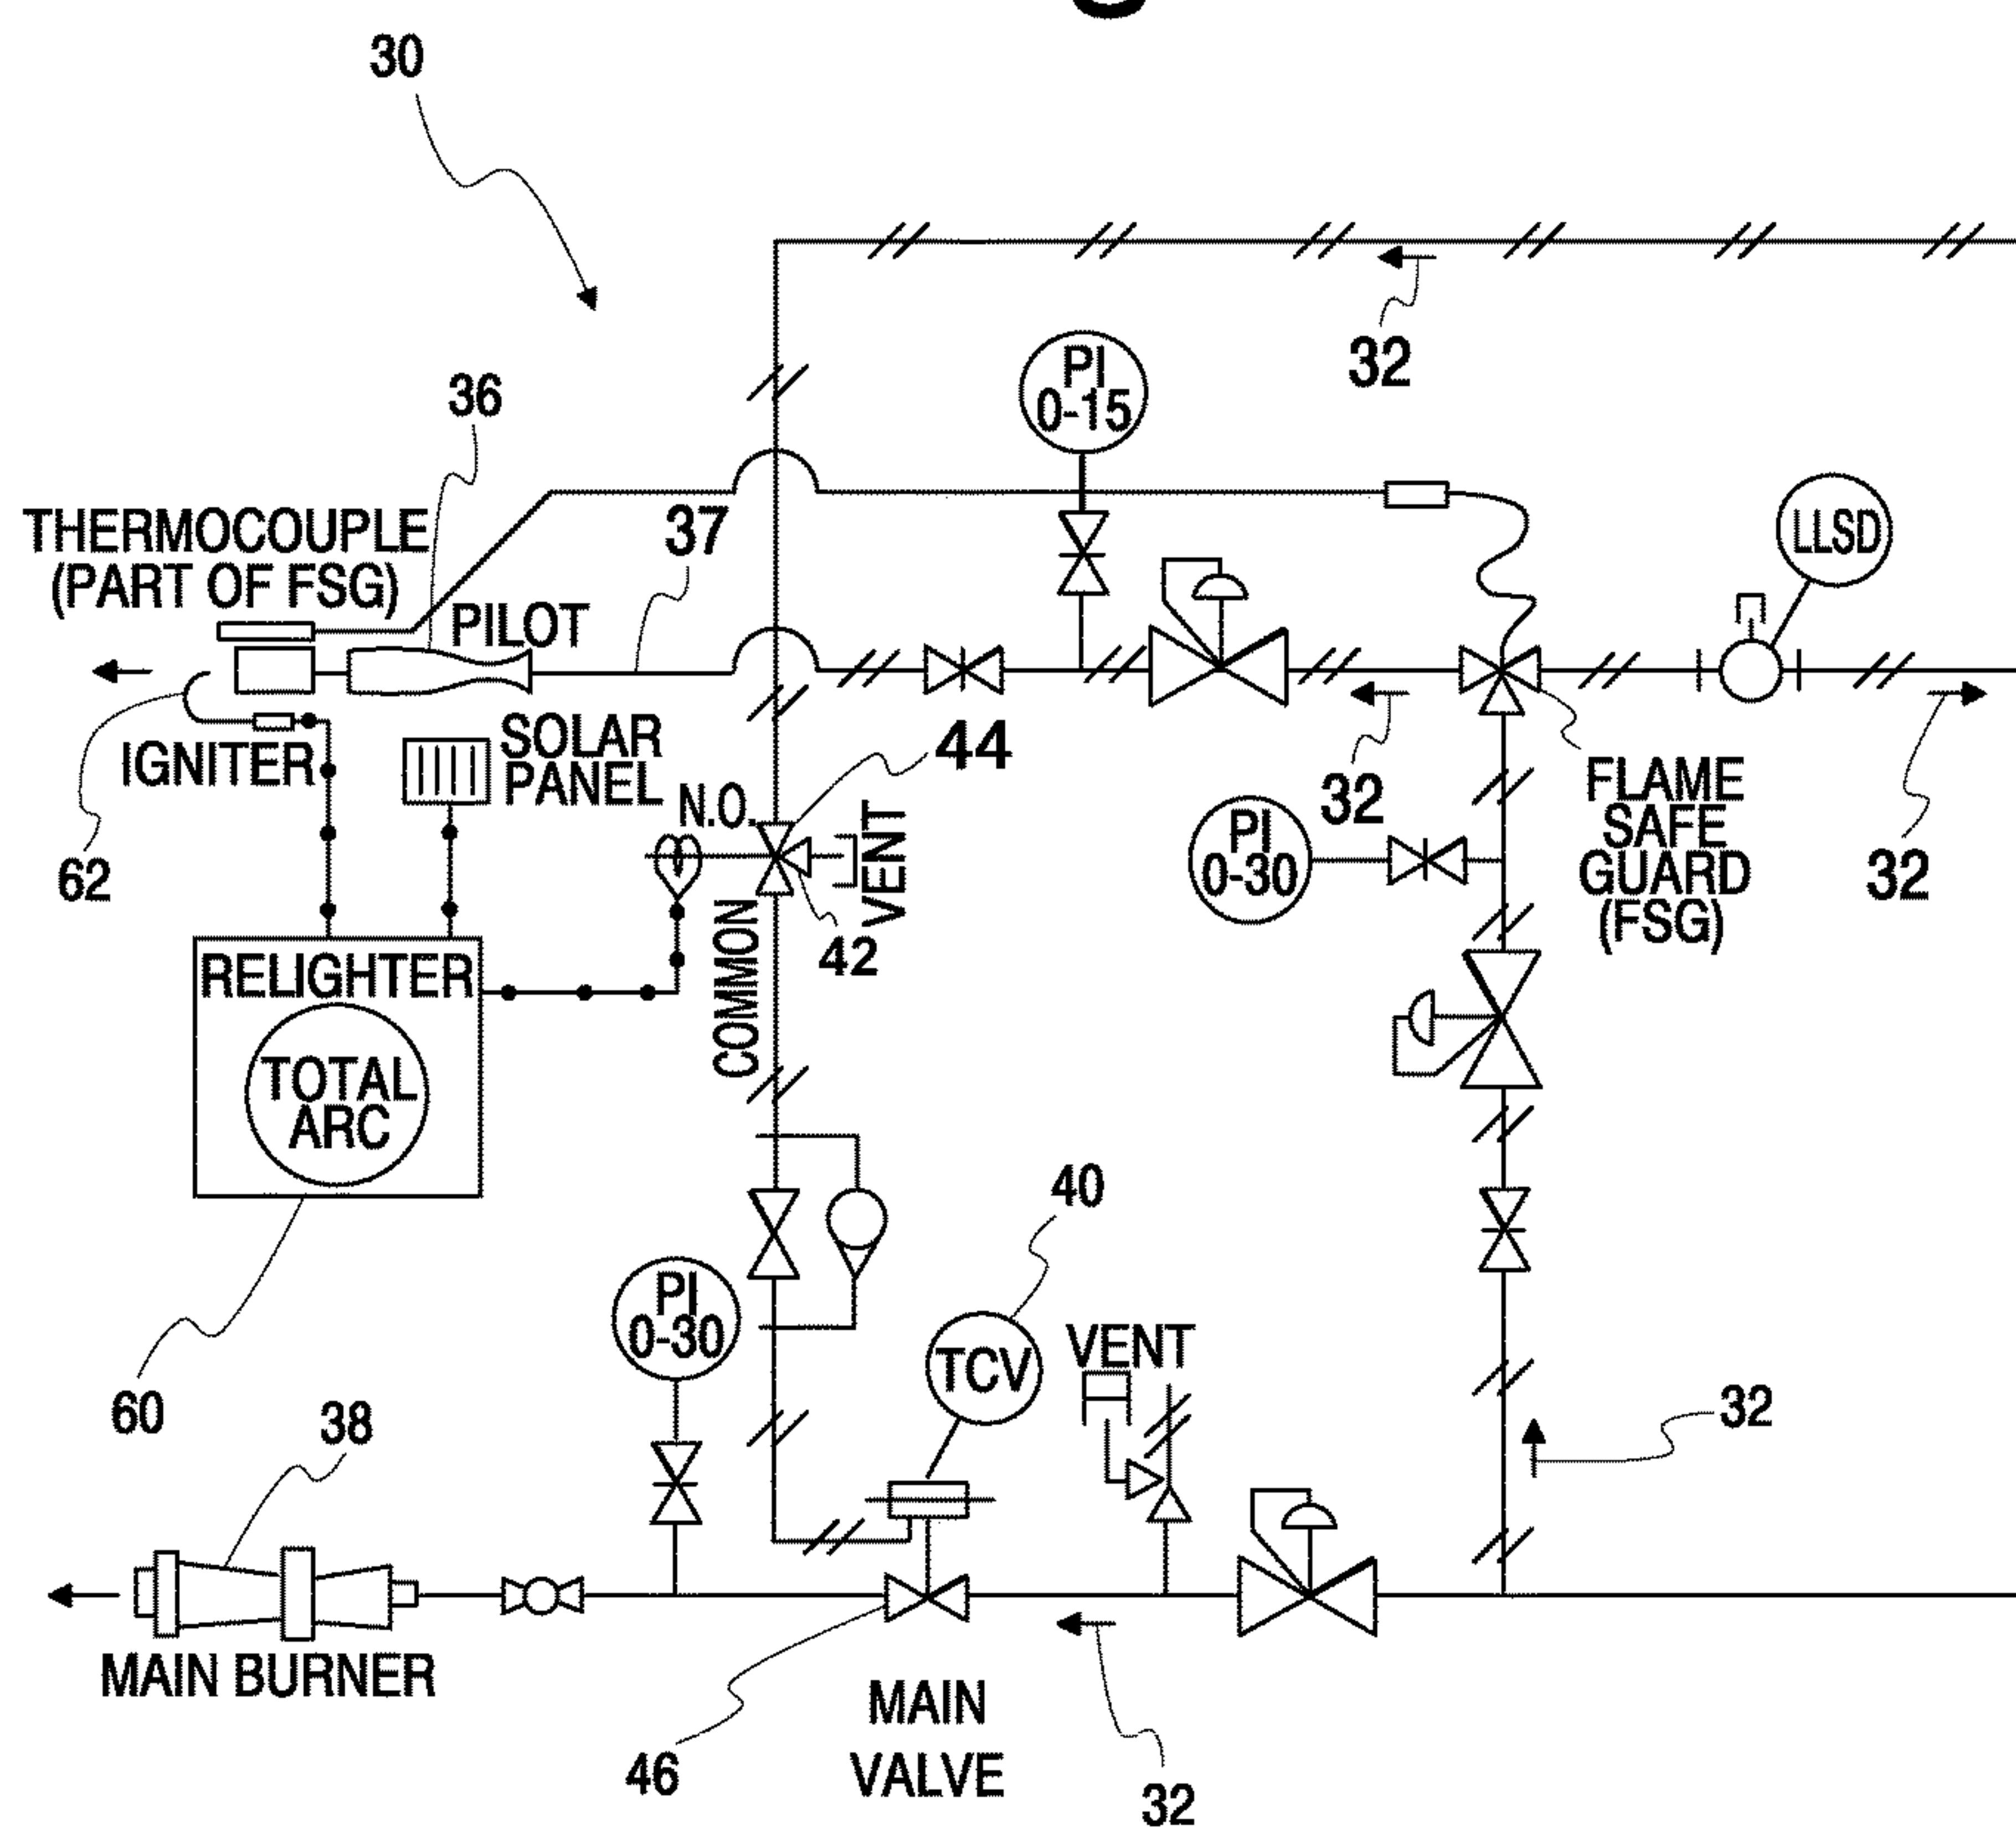 30
32
36
PI
0-15
THERMOCOUPLE
(PART OF FSG)
37
LLSD
PILOT
IGNITER
SOLAR
PANEL
44
N.O.
VENT
32
FLAME
SAFE
GUARD
(FSG)
32
62
PI
0-30
42
COMMON
RELIGHTER
TOTAL
ARC
40
PI
0-30
TCV
VENT
32
60
38
MAIN BURNER
46
MAIN
VALVE
32